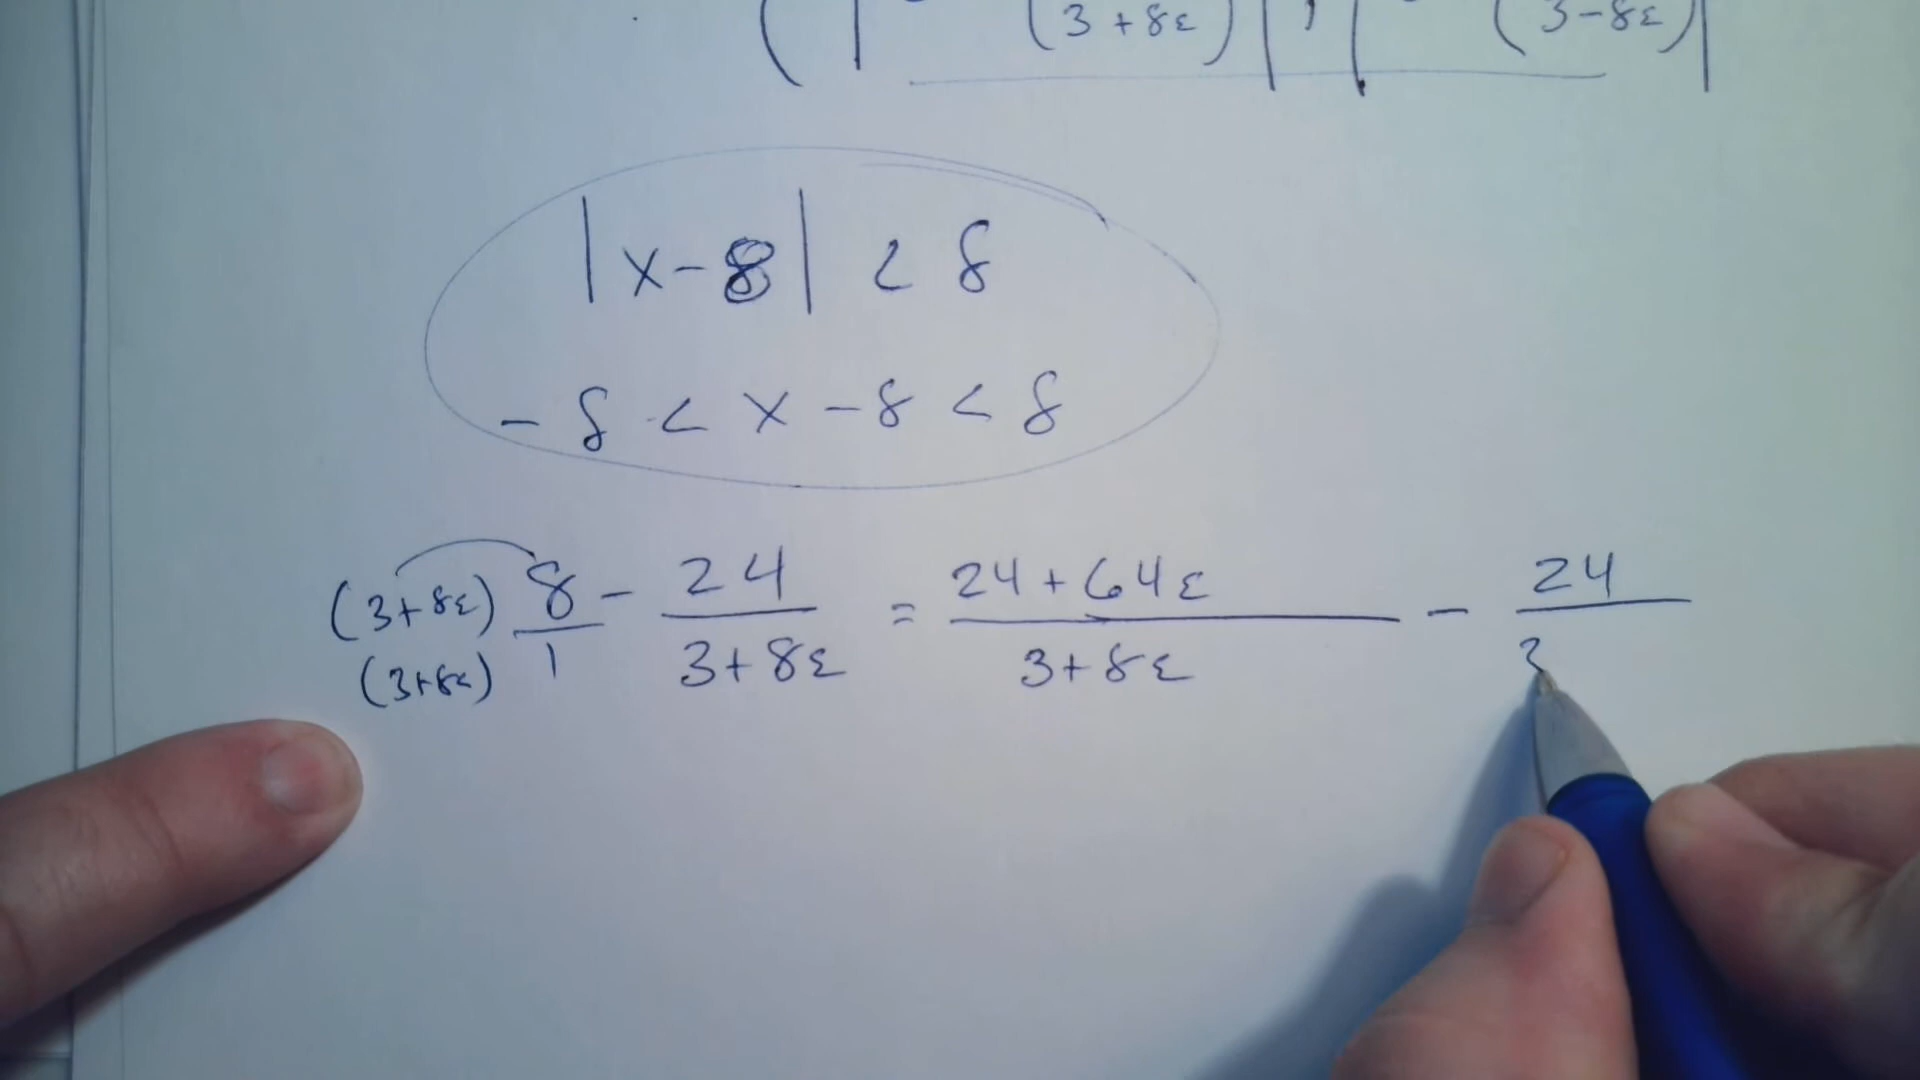 (| (3+8ε)|, | (3-8ε)|
|x-8| < δ
-δ < x-8 < δ
(3+8ε) 8 - 24 = 24+64ε - 24
(3+8ε) 1 3+8ε 3+8ε 3